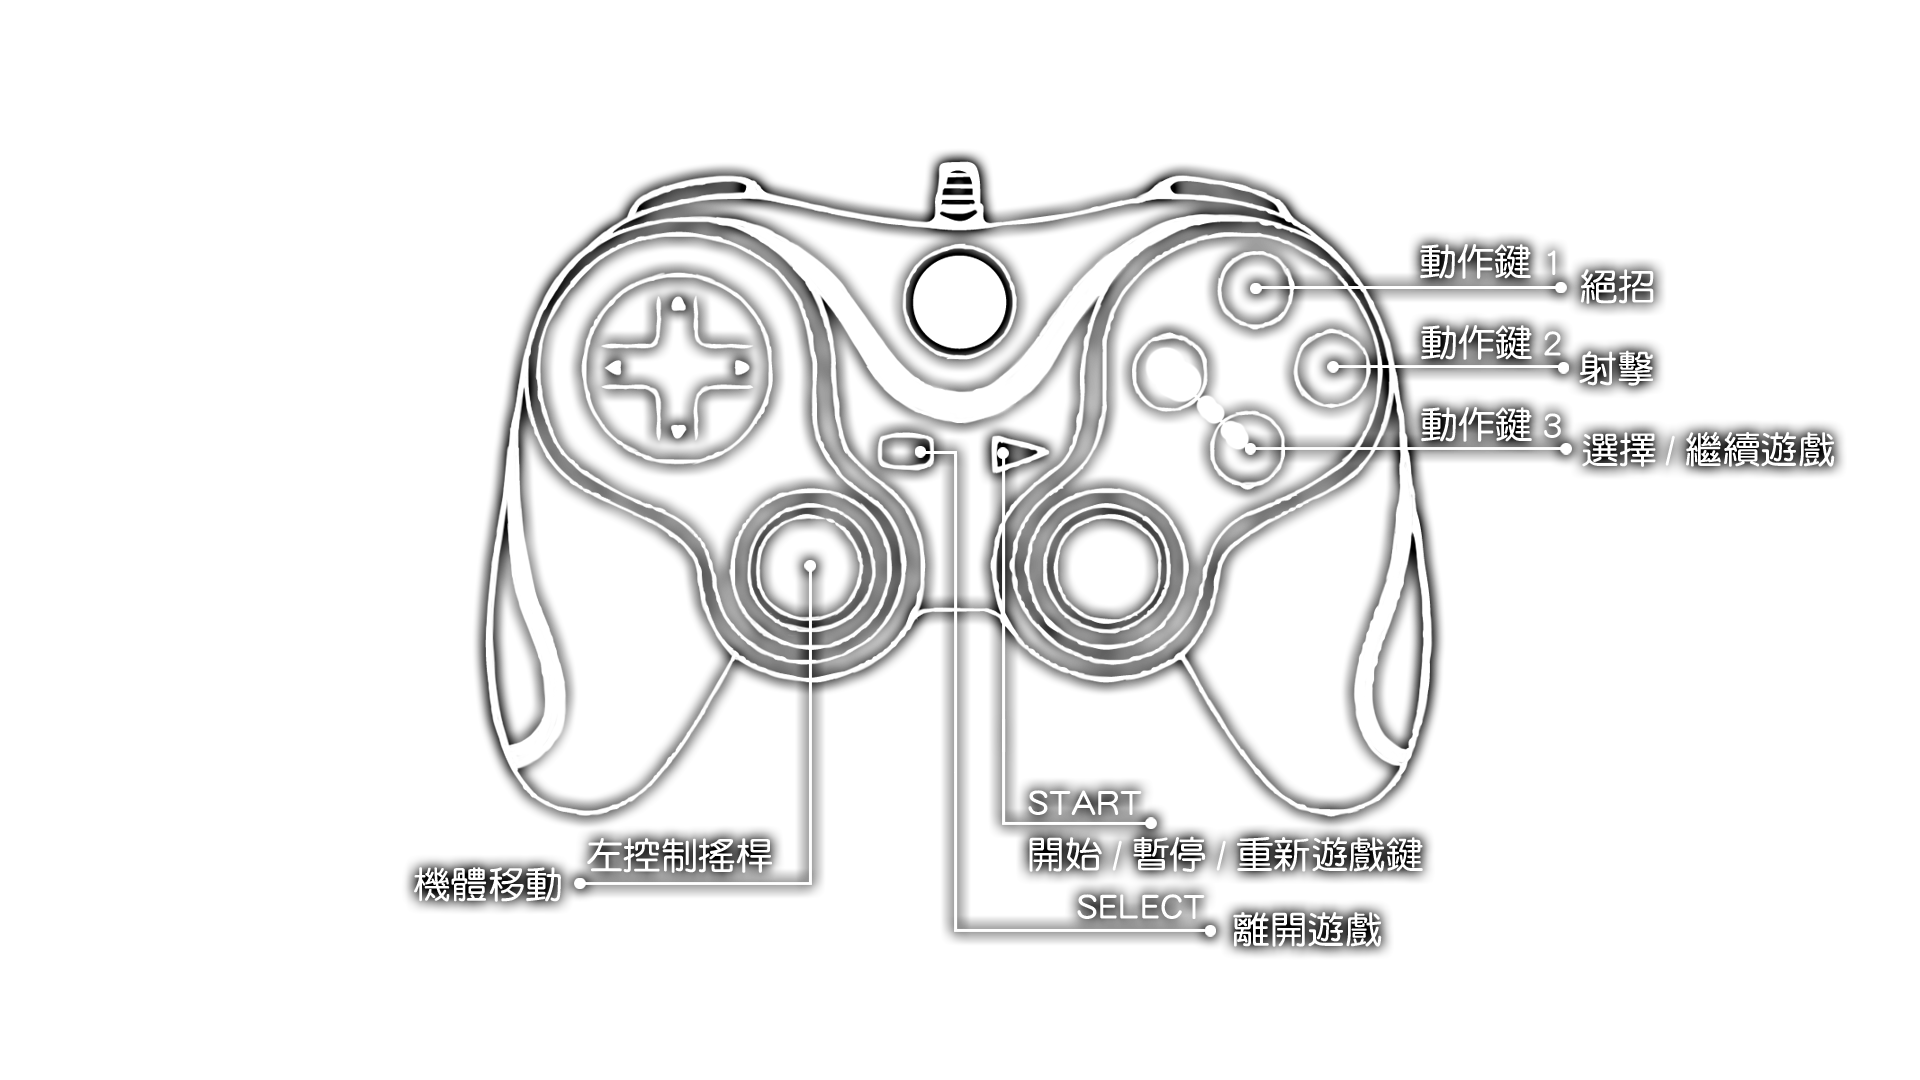 動作鍵 1
絕招
動作鍵 2
射擊
動作鍵 3
選擇 / 繼續遊戲
START
開始 / 暫停 / 重新遊戲鍵
左控制搖桿
機體移動
SELECT
離開遊戲